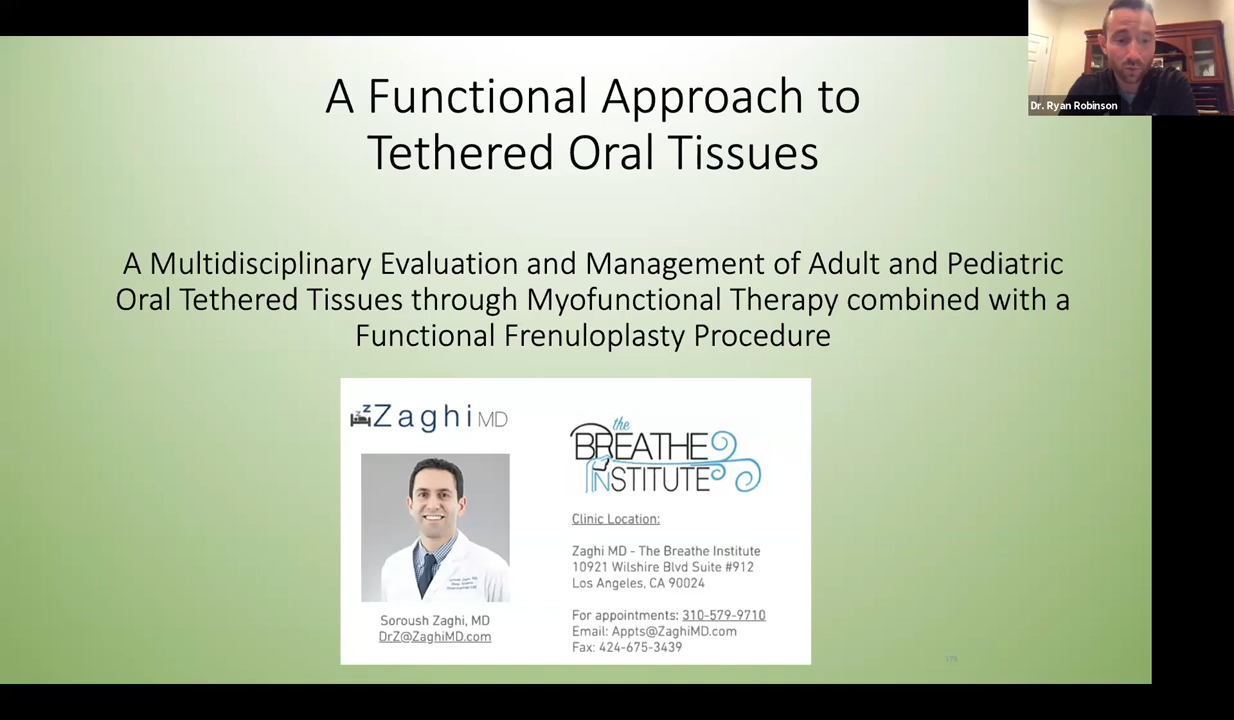 Dr. Ryan Robinson
A Functional Approach to
Tethered Oral Tissues
A Multidisciplinary Evaluation and Management of Adult and Pediatric
Oral Tethered Tissues through Myofunctional Therapy combined with a
Functional Frenuloplasty Procedure
zzZaghi MD
Soroush Zaghi, MD
DrZ@ZaghiMD.com
the
BREATHE
INSTITUTE
Clinic Location:
Zaghi MD - The Breathe Institute
10921 Wilshire Blvd Suite #912
Los Angeles, CA 90024
For appointments: 310-579-9710
Email: Appts@ZaghiMD.com
Fax: 424-675-3439